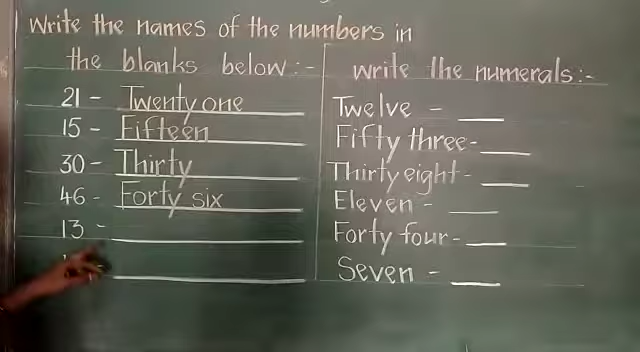 Write the names of the numbers in
the blanks below:-
21 - Twenty one
15 - Fifteen
30 - Thirty
46 - Forty six
13 -
write the numerals:-
Twelve -
Fifty three-
Thirty eight-
Eleven -
Forty four-
Seven -